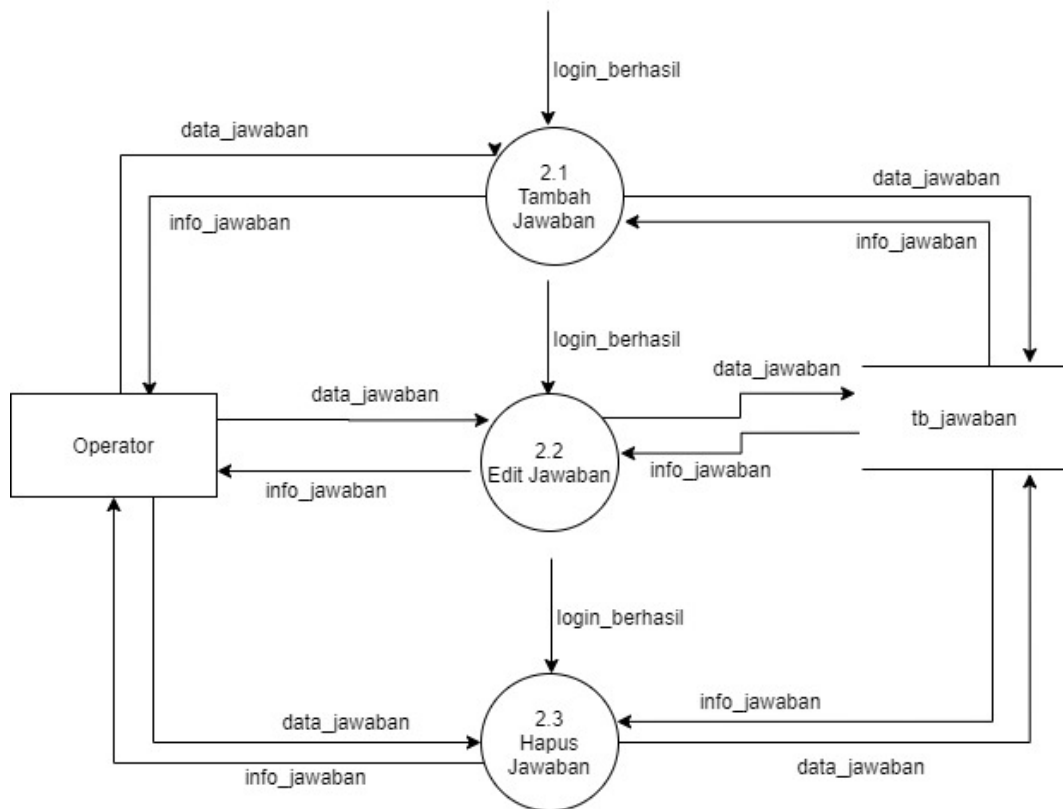 login_berhasil
data_jawaban
2.1
Tambah
Jawaban
data_jawaban
info_jawaban
info_jawaban
login_berhasil
data_jawaban
data_jawaban
Operator
2.2
Edit Jawaban
tb_jawaban
info_jawaban
info_jawaban
login_berhasil
info_jawaban
2.3
Hapus
Jawaban
data_jawaban
data_jawaban
info_jawaban